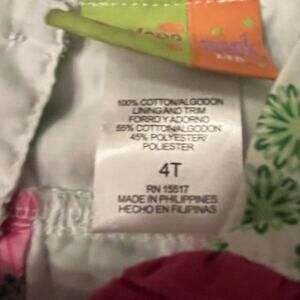 100% COTTON/ALGODON
LINING AND TRIM
FORRO Y ADORNO
55% COTTON/ALGODON
45% POLYESTER/
POLIESTER
4T
RN 15517
MADE IN PHILIPPINES
HECHO EN FILIPINAS